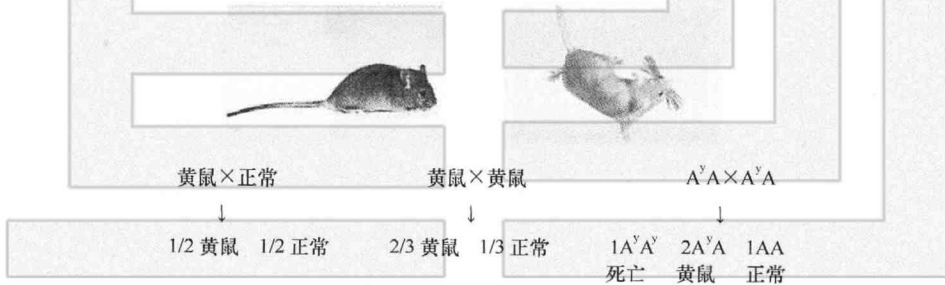 黄鼠×正常 黄鼠×黄鼠 AʸA×AʸA
↓ ↓ ↓
1/2 黄鼠 1/2 正常 2/3 黄鼠 1/3 正常 1AʸAʸ 2AʸA 1AA
死亡 黄鼠 正常